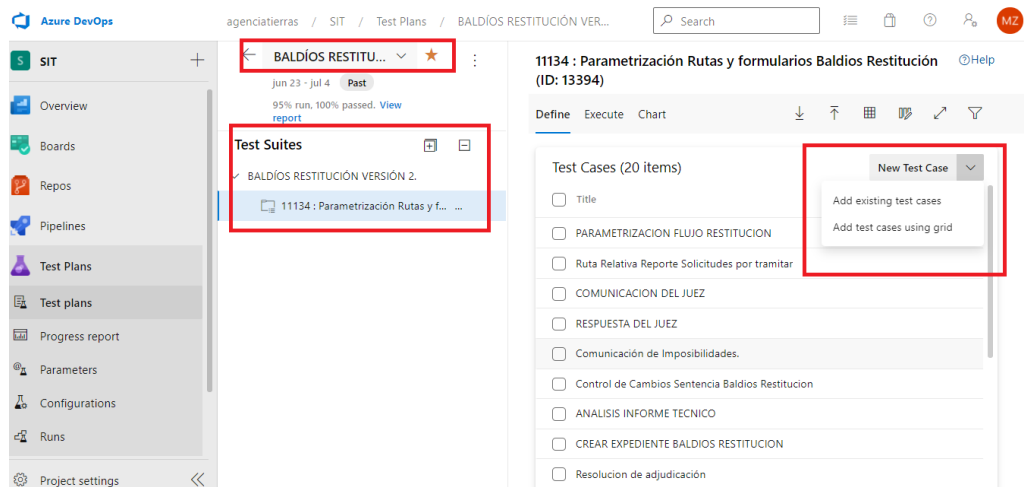 Azure DevOps
agenciatierras / SIT / Test Plans / BALDÍOS RESTITUCIÓN VER...
Search
MZ
S SIT
Overview
Boards
Repos
Pipelines
Test Plans
Test plans
Progress report
Parameters
Configurations
Runs
Project settings
BALDÍOS RESTITU...
jun 23 - jul 4 Past
95% run, 100% passed. View
report
Test Suites
BALDÍOS RESTITUCIÓN VERSIÓN 2.
11134 : Parametrización Rutas y f... ...
11134 : Parametrización Rutas y formularios Baldios Restitución
(ID: 13394)
Help
Define Execute Chart
Test Cases (20 items)
New Test Case
Add existing test cases
Add test cases using grid
Title
PARAMETRIZACION FLUJO RESTITUCION
Ruta Relativa Reporte Solicitudes por tramitar
COMUNICACION DEL JUEZ
RESPUESTA DEL JUEZ
Comunicación de Imposibilidades.
Control de Cambios Sentencia Baldios Restitucion
ANALISIS INFORME TECNICO
CREAR EXPEDIENTE BALDIOS RESTITUCION
Resolucion de adjudicación